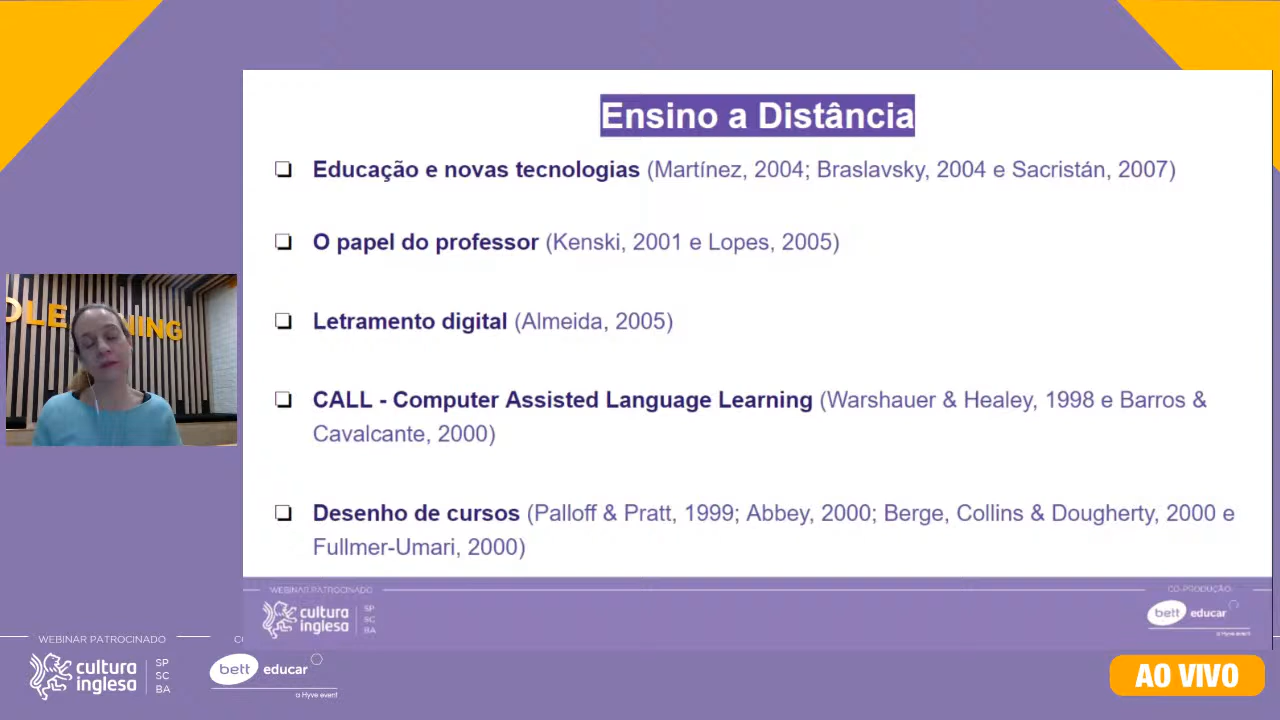 Ensino a Distância
Educação e novas tecnologias (Martínez, 2004; Braslavsky, 2004 e Sacristán, 2007)
O papel do professor (Kenski, 2001 e Lopes, 2005)
Letramento digital (Almeida, 2005)
CALL - Computer Assisted Language Learning (Warshauer & Healey, 1998 e Barros &
Cavalcante, 2000)
Desenho de cursos (Palloff & Pratt, 1999; Abbey, 2000; Berge, Collins & Dougherty, 2000 e
Fullmer-Umari, 2000)
WEBINAR PATROCINADO
cultura
inglesa
SP
SC
BA
CO-PRODUÇÃO
bett educar
a Hyve event
WEBINAR PATROCINADO
cultura
inglesa
SP
SC
BA
bett educar
a Hyve event
AO VIVO